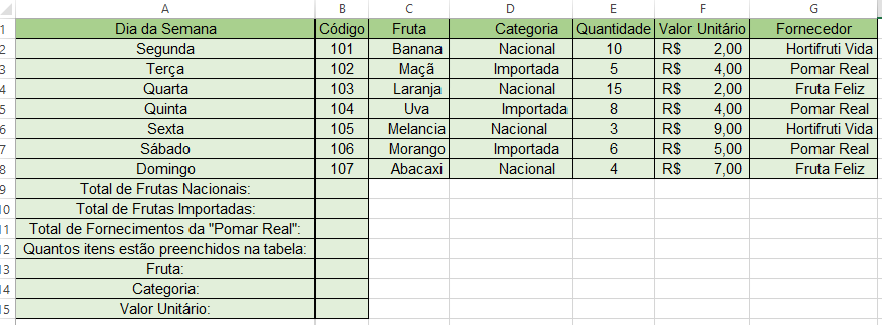 A B C D E F G
1 Dia da Semana Código Fruta Categoria Quantidade Valor Unitário Fornecedor
2 Segunda 101 Banana Nacional 10 R$ 2,00 Hortifruti Vida
3 Terça 102 Maçã Importada 5 R$ 4,00 Pomar Real
4 Quarta 103 Laranja Nacional 15 R$ 2,00 Fruta Feliz
5 Quinta 104 Uva Importada 8 R$ 4,00 Pomar Real
6 Sexta 105 Melancia Nacional 3 R$ 9,00 Hortifruti Vida
7 Sábado 106 Morango Importada 6 R$ 5,00 Pomar Real
8 Domingo 107 Abacaxi Nacional 4 R$ 7,00 Fruta Feliz
9 Total de Frutas Nacionais:
10 Total de Frutas Importadas:
11 Total de Fornecimentos da "Pomar Real":
12 Quantos itens estão preenchidos na tabela:
13 Fruta:
14 Categoria:
15 Valor Unitário: